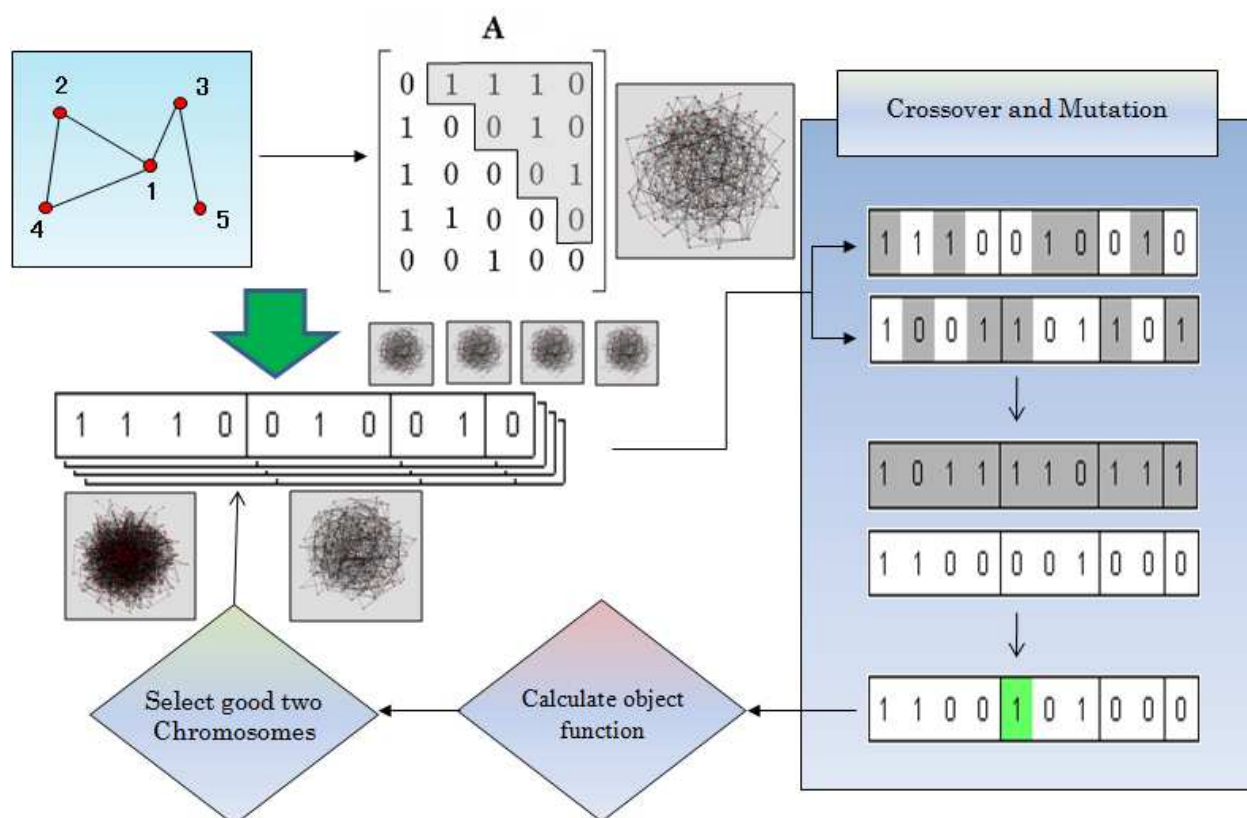 A
2
3
1
4
5
0 1 1 1 0
1 0 0 1 0
1 0 0 0 1
1 1 0 0 0
0 0 1 0 0
Crossover and Mutation
1 1 1 0 0 1 0 0 1 0
1 0 0 1 1 0 1 1 0 1
1 1 1 0 0 1 0 0 1 0
1 0 1 1 1 1 0 1 1 1
1 1 0 0 0 0 1 0 0 0
1 1 0 0 1 0 1 0 0 0
Select good two
Chromosomes
Calculate object
function